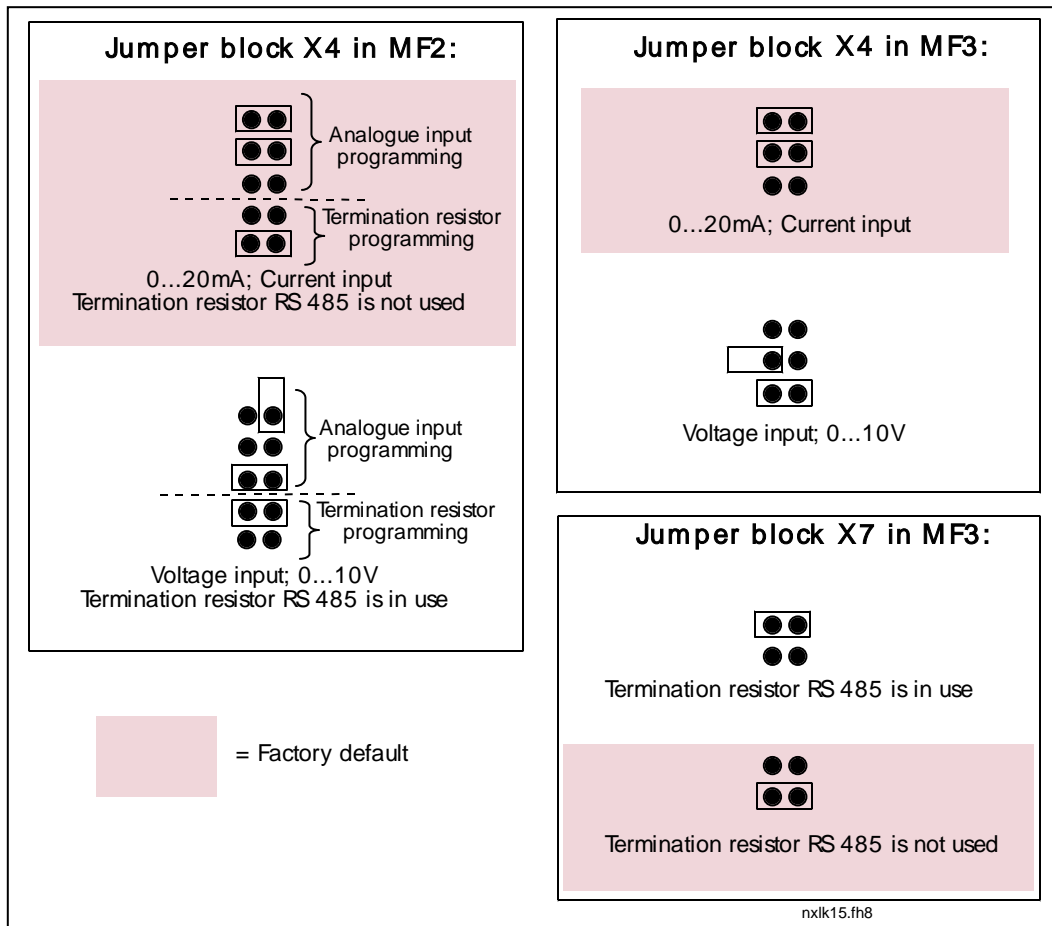 Jumper block X4 in MF2:
Analogue input
programming
Termination resistor
programming
0...20mA; Current input
Termination resistor RS 485 is not used
Analogue input
programming
Termination resistor
programming
Voltage input; 0...10V
Termination resistor RS 485 is in use
= Factory default
Jumper block X4 in MF3:
0...20mA; Current input
Voltage input; 0...10V
Jumper block X7 in MF3:
Termination resistor RS 485 is in use
Termination resistor RS 485 is not used
nxlk15.fh8